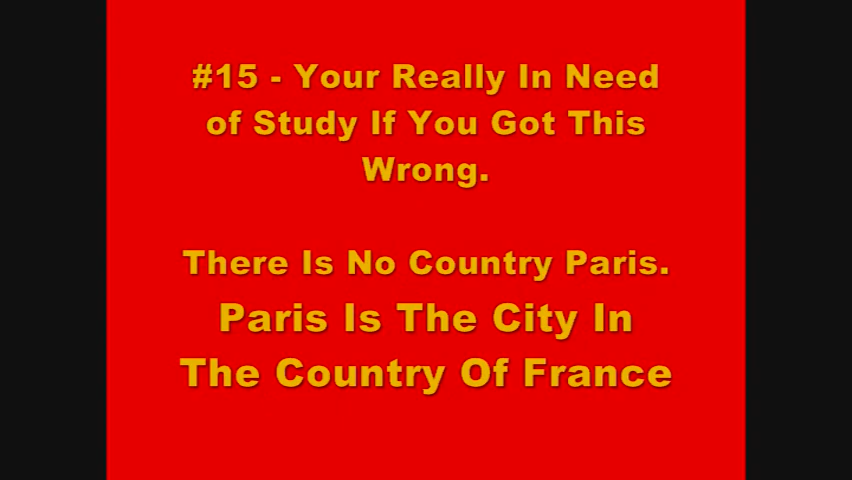 #15 - Your Really In Need
of Study If You Got This
Wrong.
There Is No Country Paris.
Paris Is The City In
The Country Of France